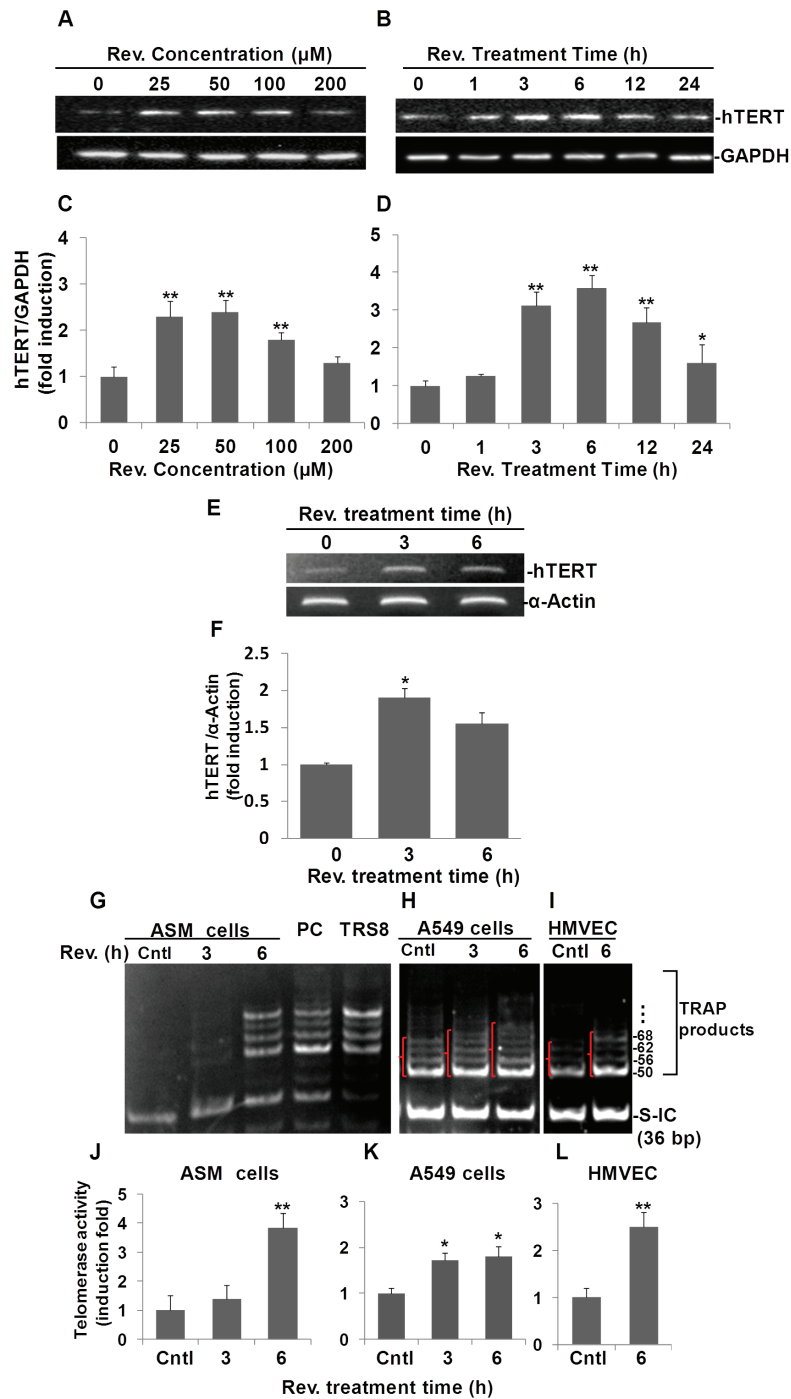 A
Rev. Concentration (µM)
0 25 50 100 200
B
Rev. Treatment Time (h)
0 1 3 6 12 24
-hTERT
-GAPDH
C
hTERT/GAPDH
(fold induction)
4
3
2
1
0
** ** **
0 25 50 100 200
Rev. Concentration (µM)
D
5
4
3
2
1
0
** ** ** *
0 1 3 6 12 24
Rev. Treatment Time (h)
E
Rev. treatment time (h)
0 3 6
-hTERT
-α-Actin
F
hTERT/α-Actin
(fold induction)
2.5
2
1.5
1
0.5
0
*
0 3 6
Rev. treatment time (h)
G
ASM cells PC TRS8
Rev. (h) Cntl 3 6
H
A549 cells
Cntl 3 6
I
HMVEC
Cntl 6
-68
-62
-56
-50
TRAP
products
-S-IC
(36 bp)
J
ASM cells
Telomerase activity
(induction fold)
5
4
3
2
1
0
**
Cntl 3 6
K
A549 cells
3
2
1
0
* *
Cntl 3 6
L
HMVEC
3
2
1
0
**
Cntl 6
Rev. treatment time (h)